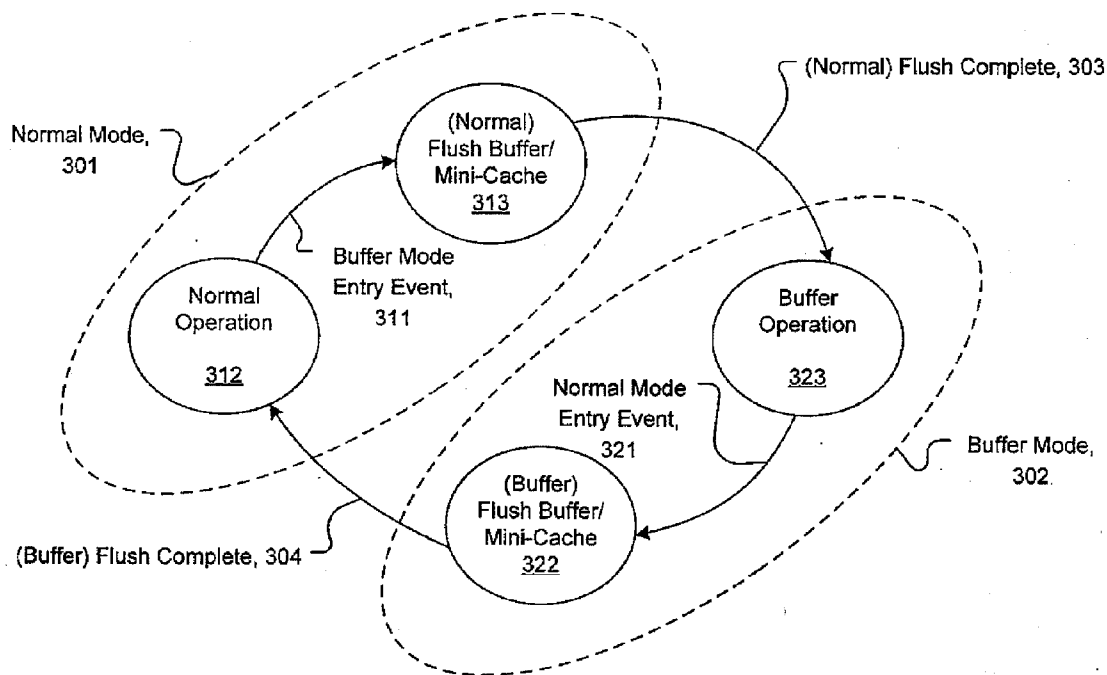 (Normal) Flush Complete, 303
Normal Mode,
301
(Normal)
Flush Buffer/
Mini-Cache
313
Buffer Mode
Entry Event,
311
Normal
Operation
312
Buffer
Operation
323
Normal Mode
Entry Event,
321
Buffer Mode,
302
(Buffer)
Flush Buffer/
Mini-Cache
322
(Buffer) Flush Complete, 304